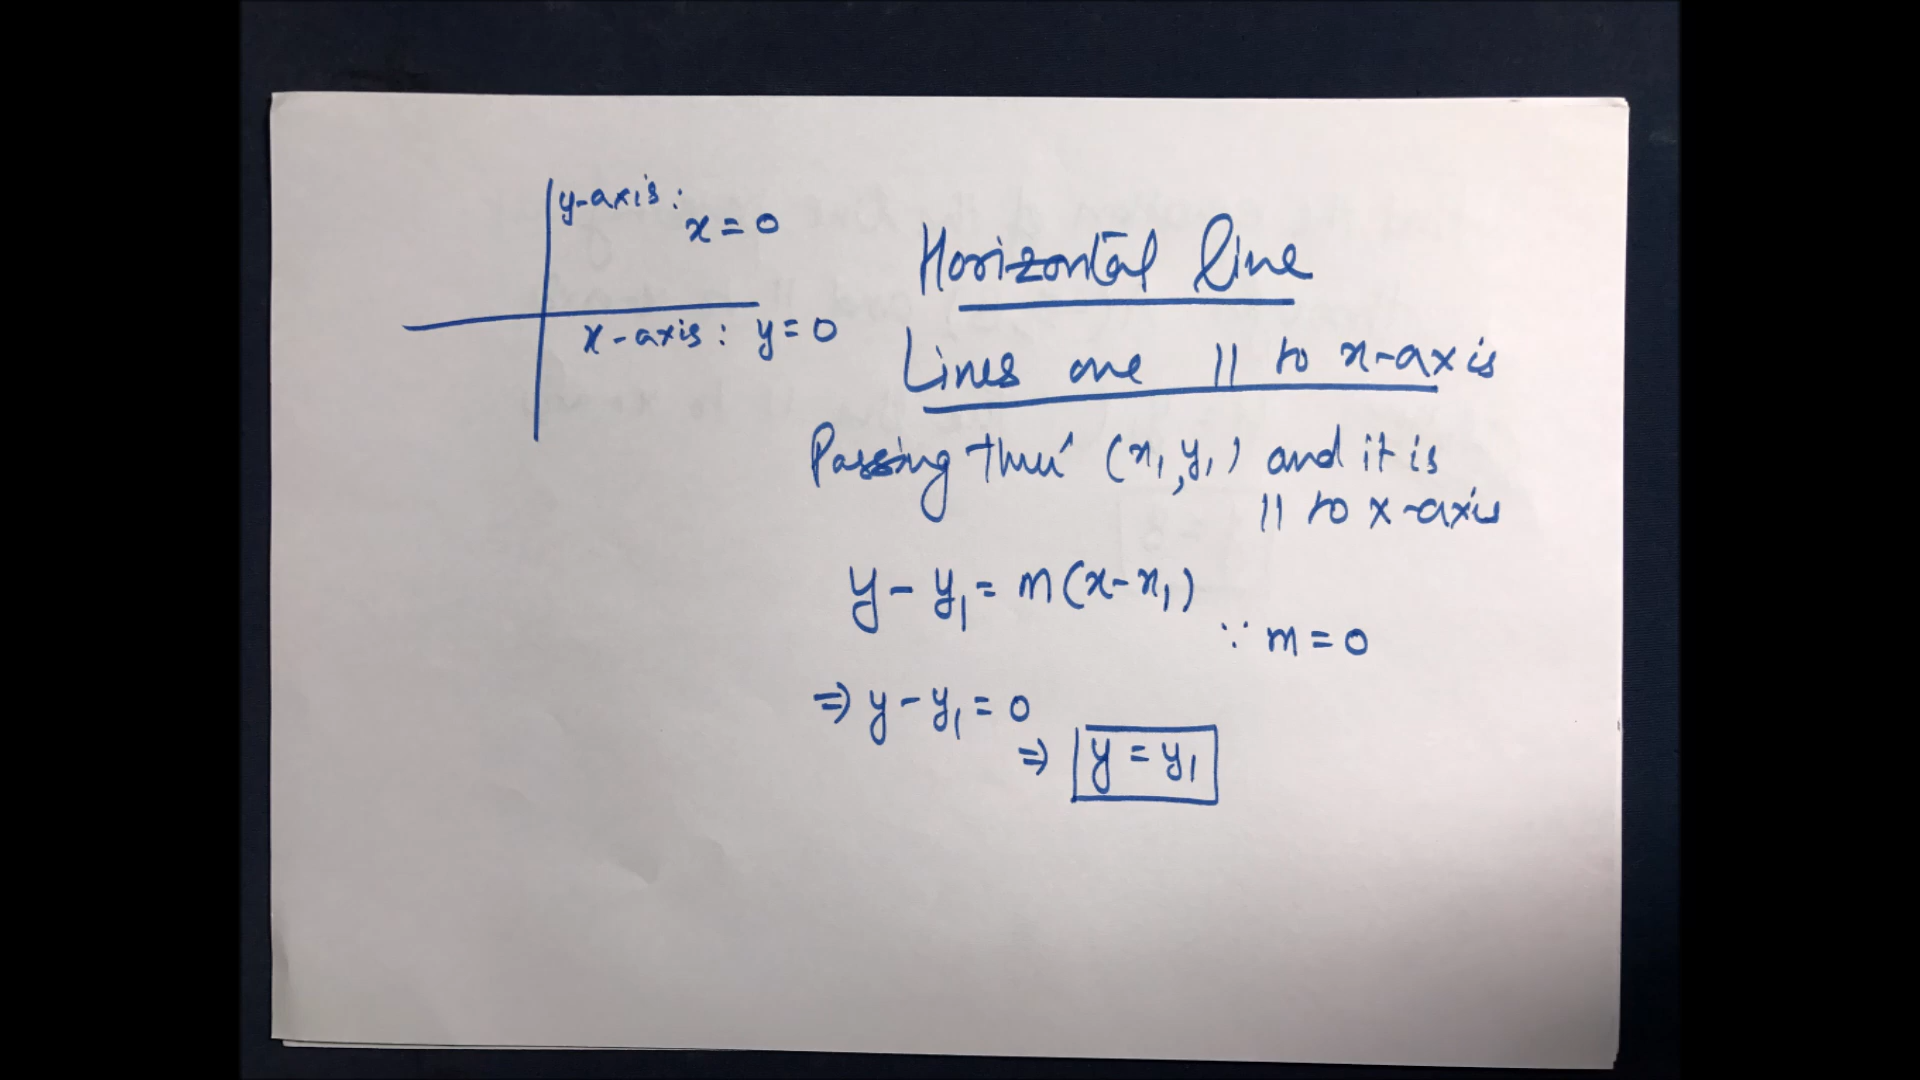 y-axis:
x = 0
x-axis: y = 0
Horizontal line
Lines are || to x-axis
Passing thru' (x₁, y₁) and it is
|| to x-axis
y - y₁ = m(x - x₁)
∵ m = 0
⇒ y - y₁ = 0
⇒ y = y₁